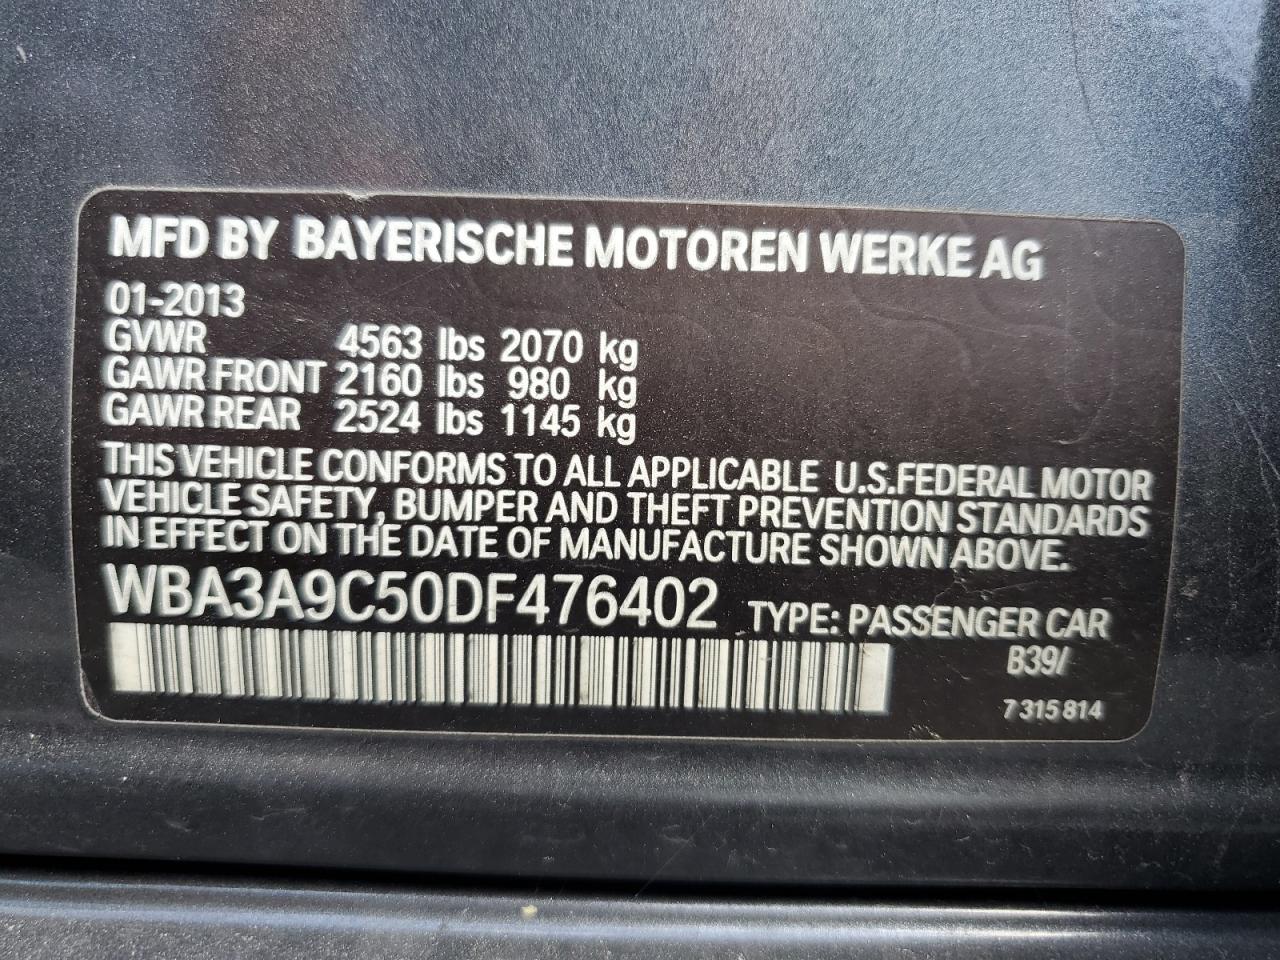 MFD BY BAYERISCHE MOTOREN WERKE AG
01-2013
GVWR 4563 lbs 2070 kg
GAWR FRONT 2160 lbs 980 kg
GAWR REAR 2524 lbs 1145 kg
THIS VEHICLE CONFORMS TO ALL APPLICABLE U.S.FEDERAL MOTOR
VEHICLE SAFETY, BUMPER AND THEFT PREVENTION STANDARDS
IN EFFECT ON THE DATE OF MANUFACTURE SHOWN ABOVE.
WBA3A9C50DF476402 TYPE: PASSENGER CAR
B39/
7 315 814